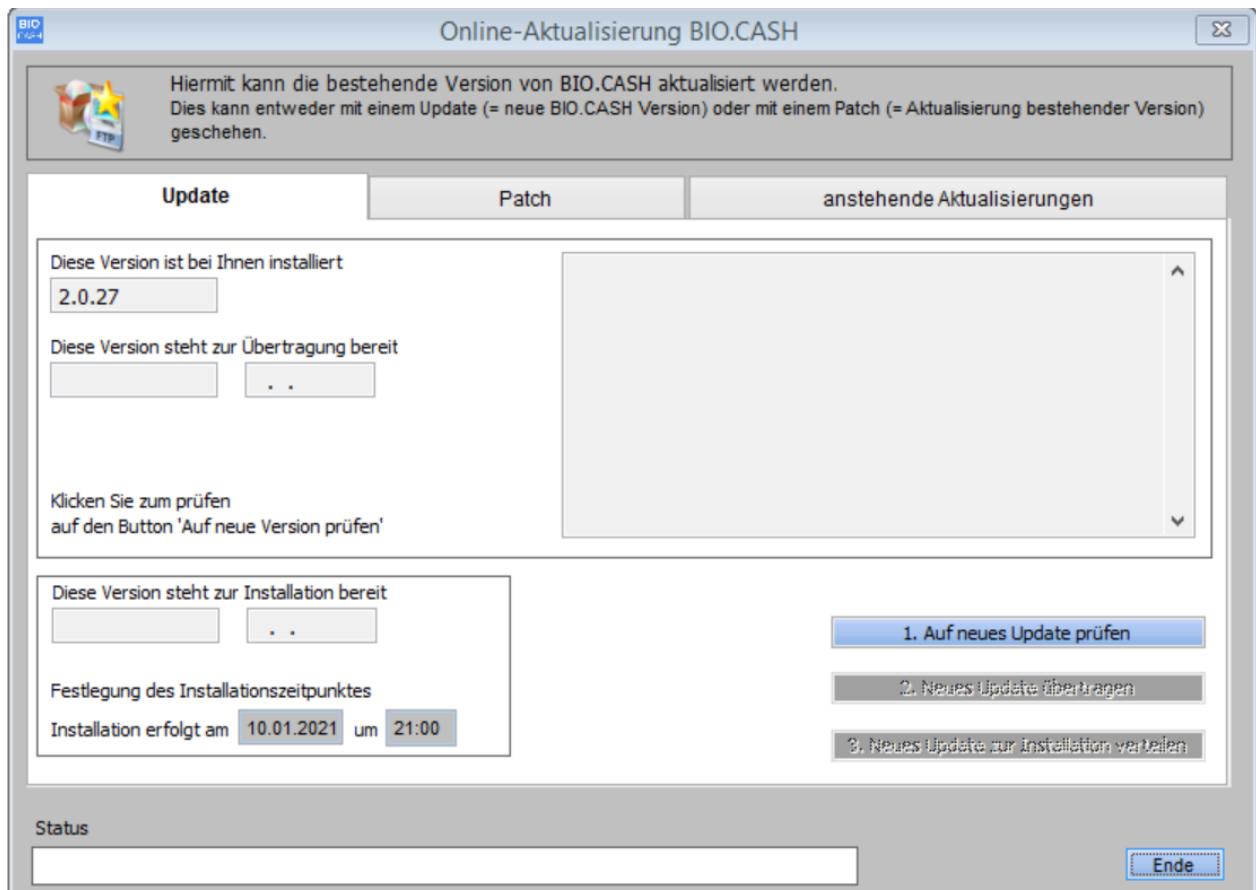 BIO
CASH
Online-Aktualisierung BIO.CASH
Hiermit kann die bestehende Version von BIO.CASH aktualisiert werden.
Dies kann entweder mit einem Update (= neue BIO.CASH Version) oder mit einem Patch (= Aktualisierung bestehender Version)
geschehen.
FTP
Update
Patch
anstehende Aktualisierungen
Diese Version ist bei Ihnen installiert
2.0.27
Diese Version steht zur Übertragung bereit
. .
Klicken Sie zum prüfen
auf den Button 'Auf neue Version prüfen'
Diese Version steht zur Installation bereit
. .
Festlegung des Installationszeitpunktes
Installation erfolgt am 10.01.2021 um 21:00
1. Auf neues Update prüfen
2. Neues Update übertragen
3. Neues Update zur Installation verteilen
Status
Ende